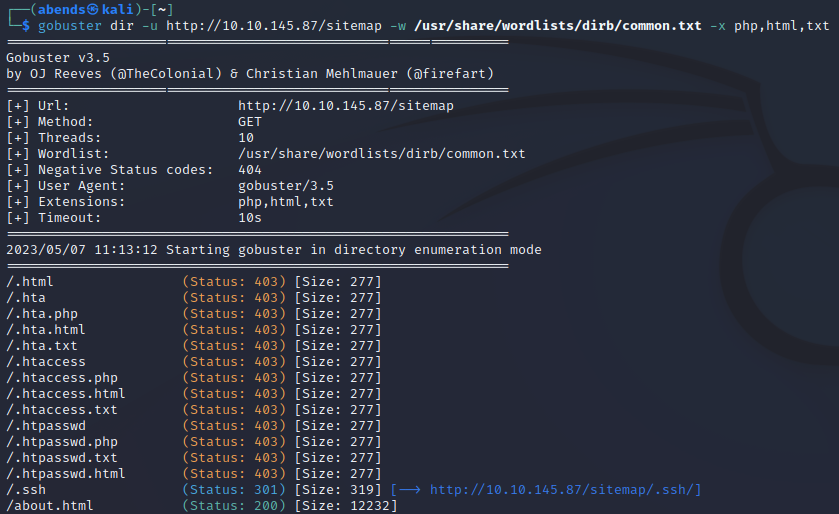 ┌──(abends㉿kali)-[~]
└─$ gobuster dir -u http://10.10.145.87/sitemap -w /usr/share/wordlists/dirb/common.txt -x php,html,txt
===============================================================
Gobuster v3.5
by OJ Reeves (@TheColonial) & Christian Mehlmauer (@firefart)
===============================================================
[+] Url:                     http://10.10.145.87/sitemap
[+] Method:                  GET
[+] Threads:                 10
[+] Wordlist:                /usr/share/wordlists/dirb/common.txt
[+] Negative Status codes:   404
[+] User Agent:              gobuster/3.5
[+] Extensions:              php,html,txt
[+] Timeout:                 10s
===============================================================
2023/05/07 11:13:12 Starting gobuster in directory enumeration mode
===============================================================
/.html                (Status: 403) [Size: 277]
/.hta                 (Status: 403) [Size: 277]
/.hta.php             (Status: 403) [Size: 277]
/.hta.html            (Status: 403) [Size: 277]
/.hta.txt             (Status: 403) [Size: 277]
/.htaccess            (Status: 403) [Size: 277]
/.htaccess.php        (Status: 403) [Size: 277]
/.htaccess.html       (Status: 403) [Size: 277]
/.htaccess.txt        (Status: 403) [Size: 277]
/.htpasswd            (Status: 403) [Size: 277]
/.htpasswd.php        (Status: 403) [Size: 277]
/.htpasswd.txt        (Status: 403) [Size: 277]
/.htpasswd.html       (Status: 403) [Size: 277]
/.ssh                 (Status: 301) [Size: 319] [--> http://10.10.145.87/sitemap/.ssh/]
/about.html           (Status: 200) [Size: 12232]